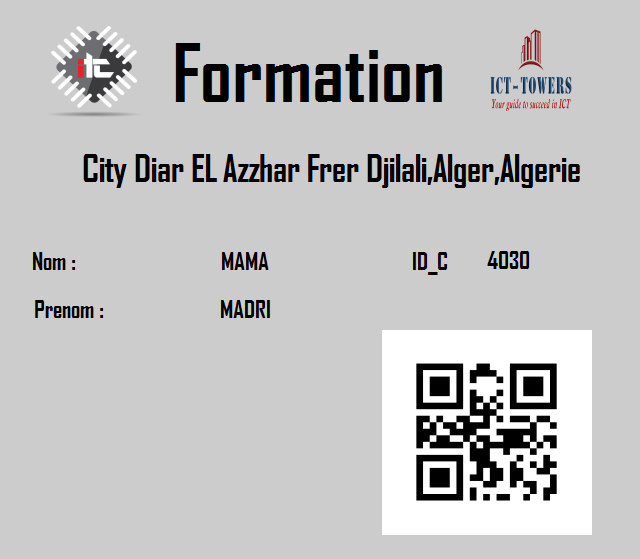 itc Formation ICT-TOWERS
Your guide to succeed in ICT
City Diar EL Azzhar Frer Djilali,Alger,Algerie
Nom : MAMA ID_C 4030
Prenom : MADRI